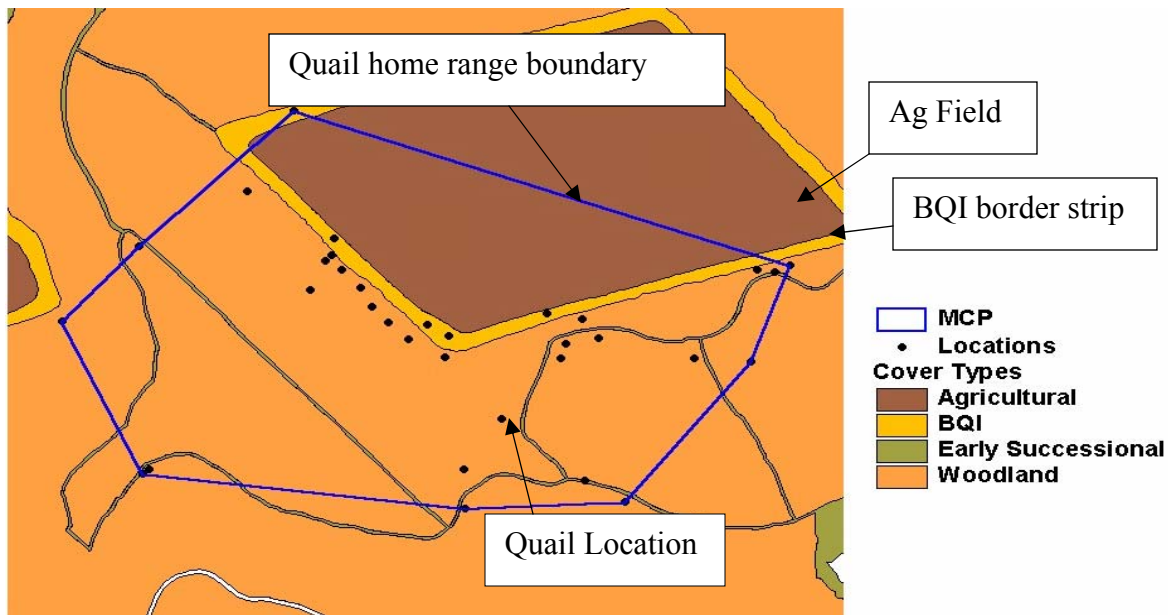 Quail home range boundary
Ag Field
BQI border strip
MCP
Locations
Cover Types
Agricultural
BQI
Early Successional
Woodland
Quail Location